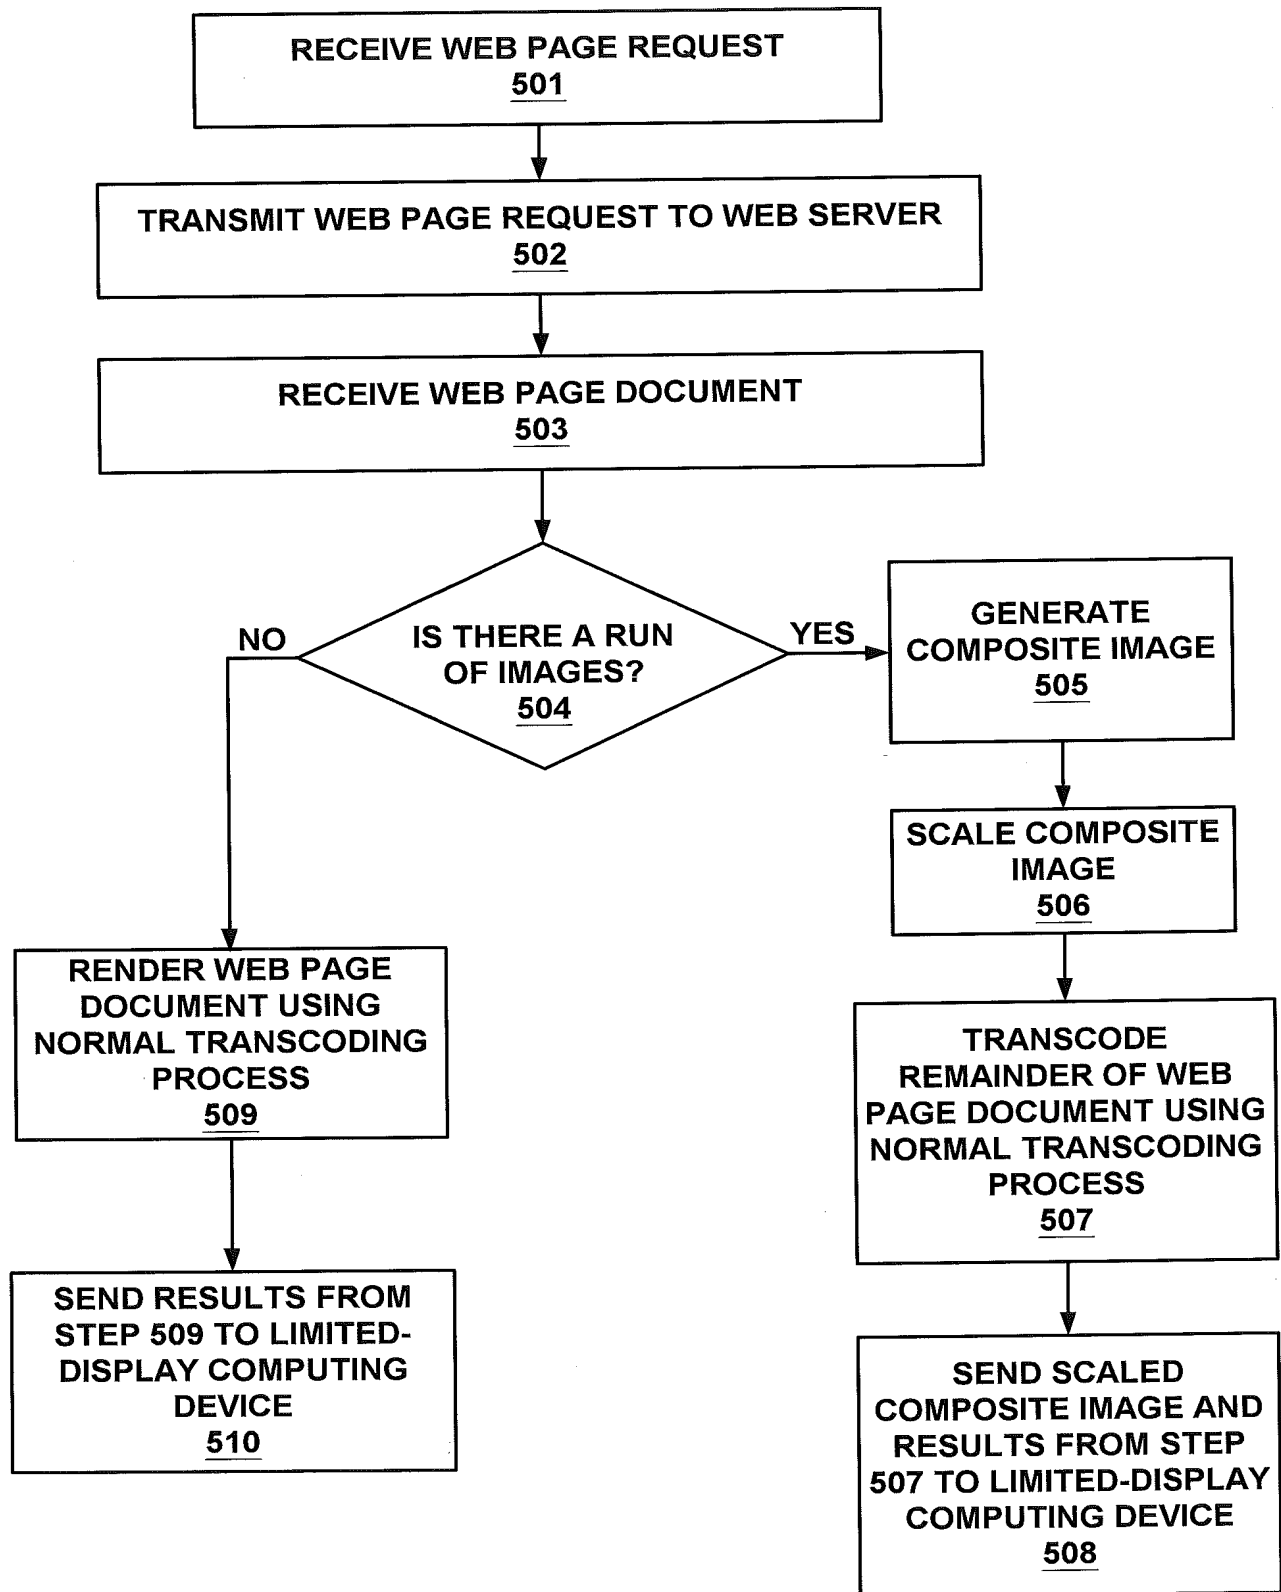 RECEIVE WEB PAGE REQUEST
501
TRANSMIT WEB PAGE REQUEST TO WEB SERVER
502
RECEIVE WEB PAGE DOCUMENT
503
IS THERE A RUN
OF IMAGES?
504
NO
YES
GENERATE
COMPOSITE IMAGE
505
SCALE COMPOSITE
IMAGE
506
TRANSCODE
REMAINDER OF WEB
PAGE DOCUMENT USING
NORMAL TRANSCODING
PROCESS
507
SEND SCALED
COMPOSITE IMAGE AND
RESULTS FROM STEP
507 TO LIMITED-DISPLAY
COMPUTING DEVICE
508
RENDER WEB PAGE
DOCUMENT USING
NORMAL TRANSCODING
PROCESS
509
SEND RESULTS FROM
STEP 509 TO LIMITED-
DISPLAY COMPUTING
DEVICE
510